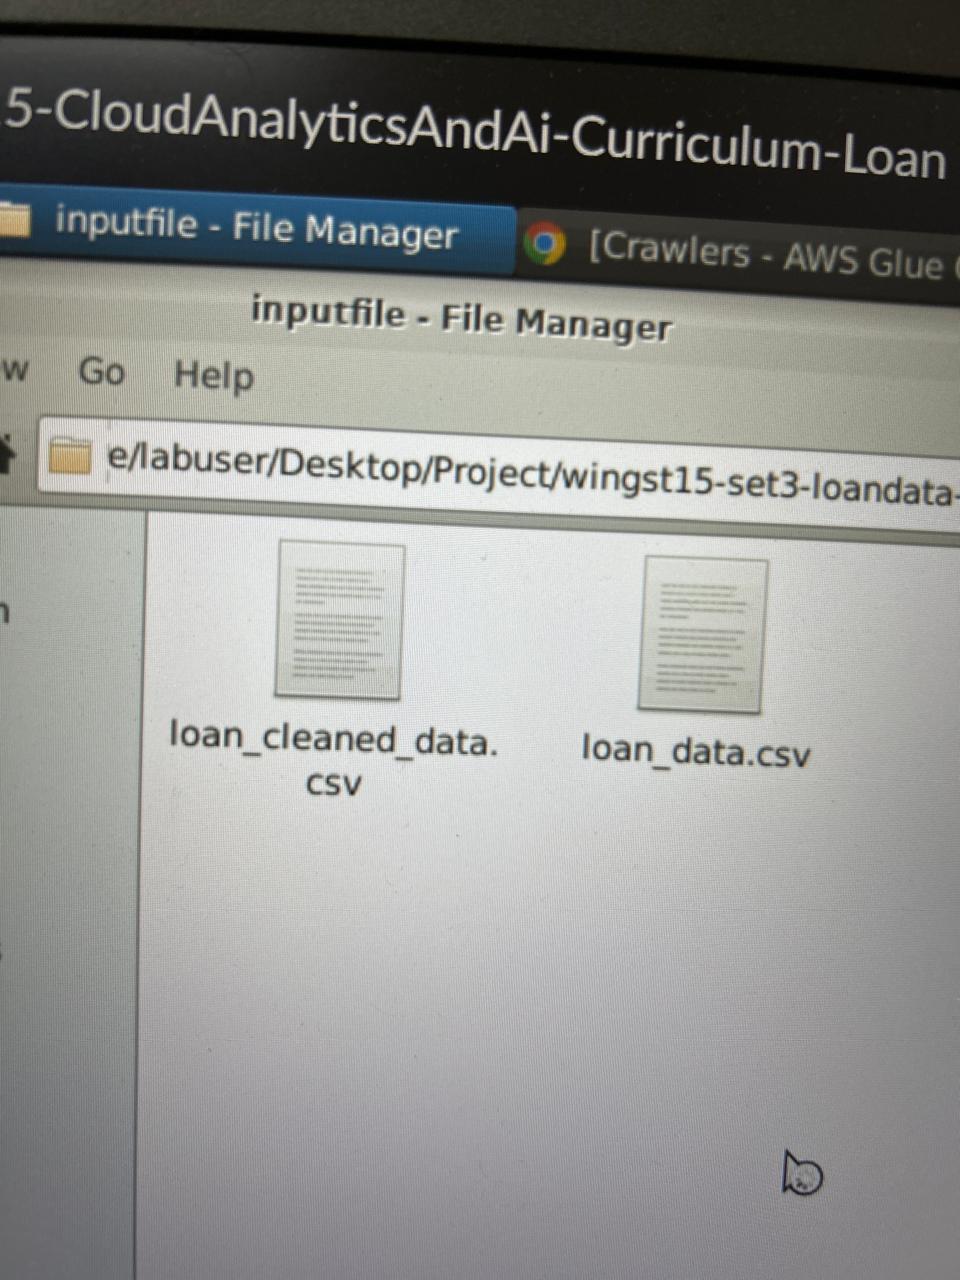 5-CloudAnalyticsAndAi-Curriculum-Loan
inputfile - File Manager
[Crawlers - AWS Glue
inputfile - File Manager
w Go Help
e/labuser/Desktop/Project/wingst15-set3-loandata-
loan_cleaned_data.
csv
loan_data.csv